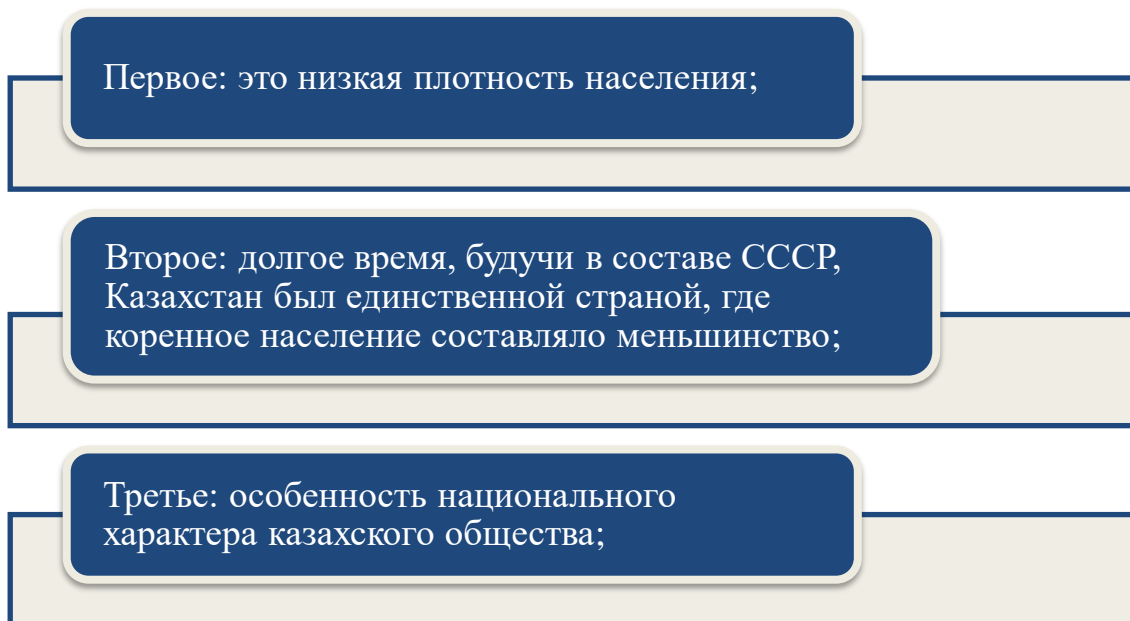 Первое: это низкая плотность населения;
Второе: долгое время, будучи в составе СССР,
Казахстан был единственной страной, где
коренное население составляло меньшинство;
Третье: особенность национального
характера казахского общества;